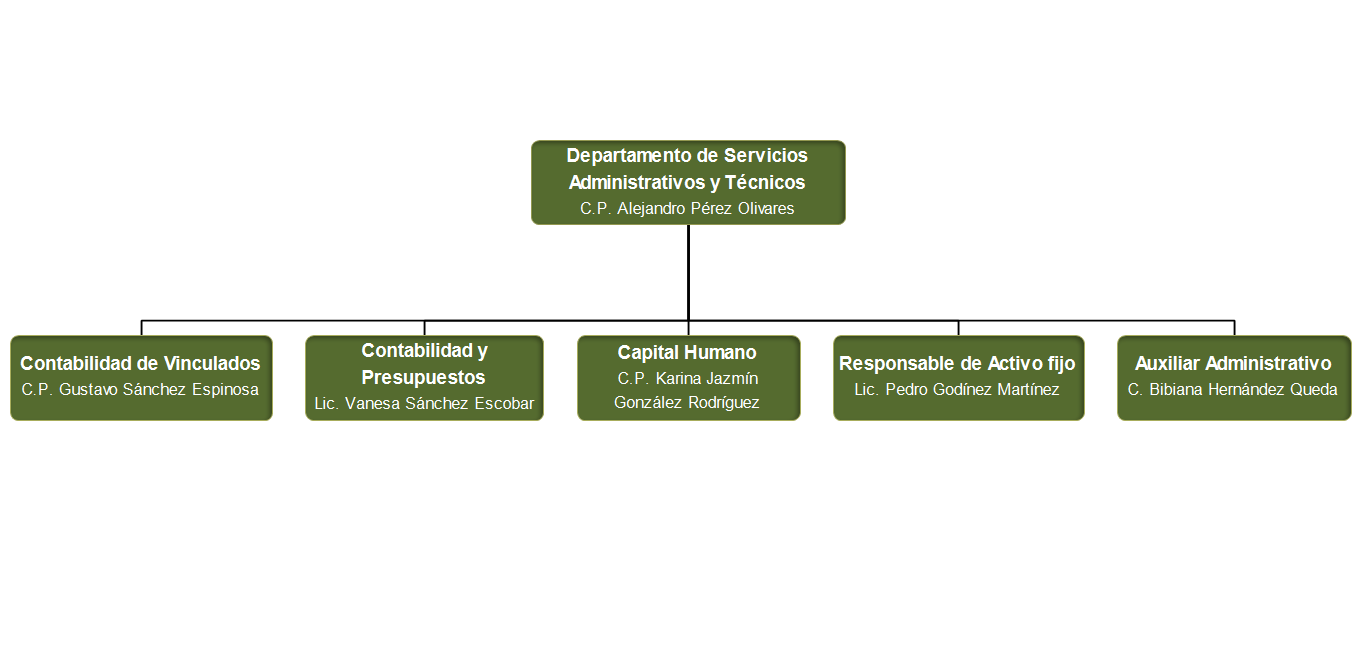 Departamento de Servicios
Administrativos y Técnicos
C.P. Alejandro Pérez Olivares
Contabilidad de Vinculados
C.P. Gustavo Sánchez Espinosa
Contabilidad y
Presupuestos
Lic. Vanesa Sánchez Escobar
Capital Humano
C.P. Karina Jazmín
González Rodríguez
Responsable de Activo fijo
Lic. Pedro Godínez Martínez
Auxiliar Administrativo
C. Bibiana Hernández Queda